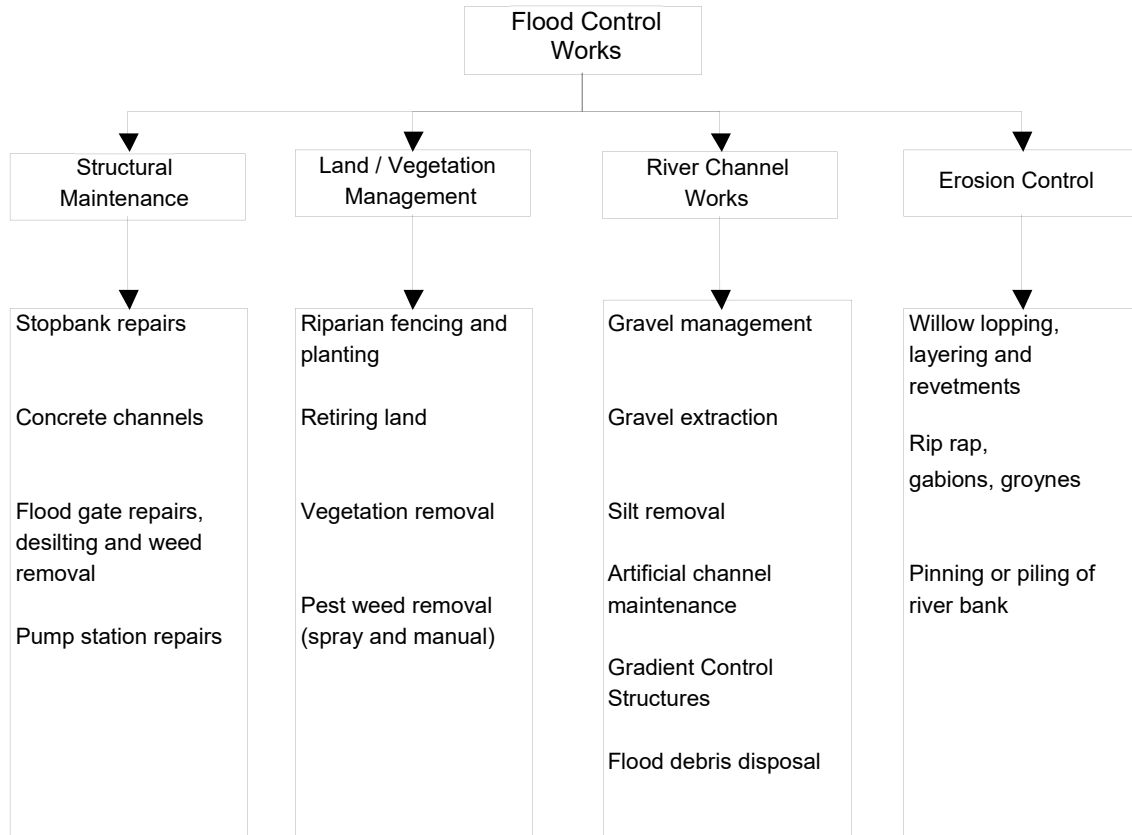 Flood Control
Works
Structural
Maintenance
Land / Vegetation
Management
River Channel
Works
Erosion Control
Stopbank repairs
Concrete channels
Flood gate repairs,
desilting and weed
removal
Pump station repairs
Riparian fencing and
planting
Retiring land
Vegetation removal
Pest weed removal
(spray and manual)
Gravel management
Gravel extraction
Silt removal
Artificial channel
maintenance
Gradient Control
Structures
Flood debris disposal
Willow lopping,
layering and
revetments
Rip rap,
gabions, groynes
Pinning or piling of
river bank